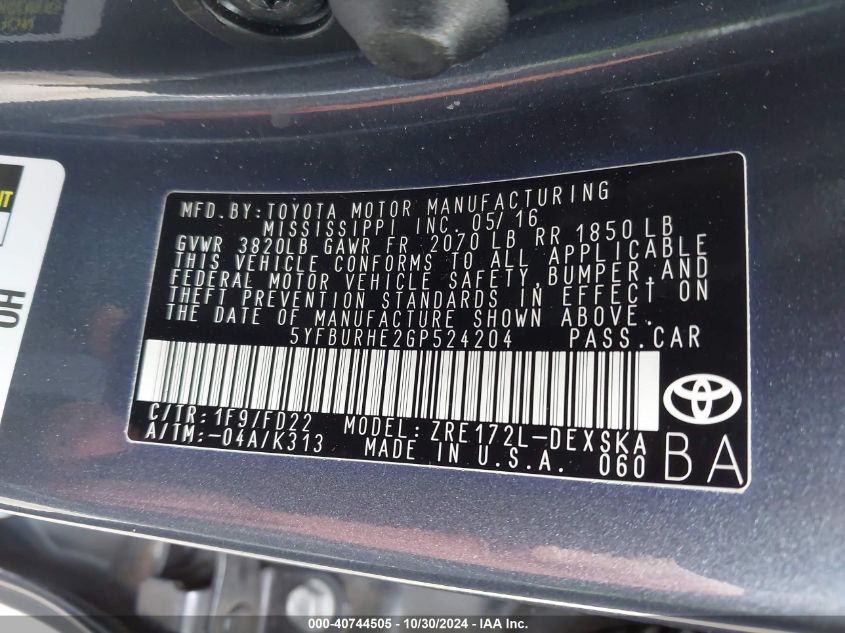 MFD. BY: TOYOTA MOTOR MANUFACTURING
MISSISSIPPI INC. 05/16
GVWR 3820LB GAWR FR 2070 LB RR 1850 LB
THIS VEHICLE CONFORMS TO ALL APPLICABLE
FEDERAL MOTOR VEHICLE SAFETY, BUMPER, AND
THEFT PREVENTION STANDARDS IN EFFECT ON
THE DATE OF MANUFACTURE SHOWN ABOVE.
5YFBURHE2GP524204 PASS. CAR
C/TR: 1F9/FD22 MODEL: ZRE172L-DEXSKA
A/TM: -04A/K313 MADE IN U.S.A. 060
BA
HO
000-40744505 - 10/30/2024 - IAA Inc.